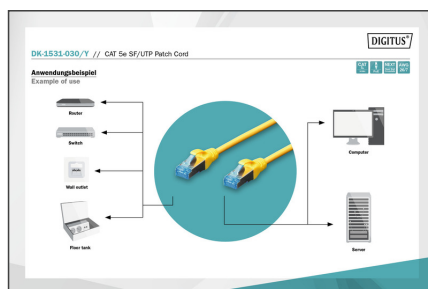 DIGITUS®
DK-1531-030/Y // CAT 5e SF/UTP Patch Cord
Anwendungsbeispiel
Example of use
Router
Switch
Wall outlet
Floor tank
Computer
Server